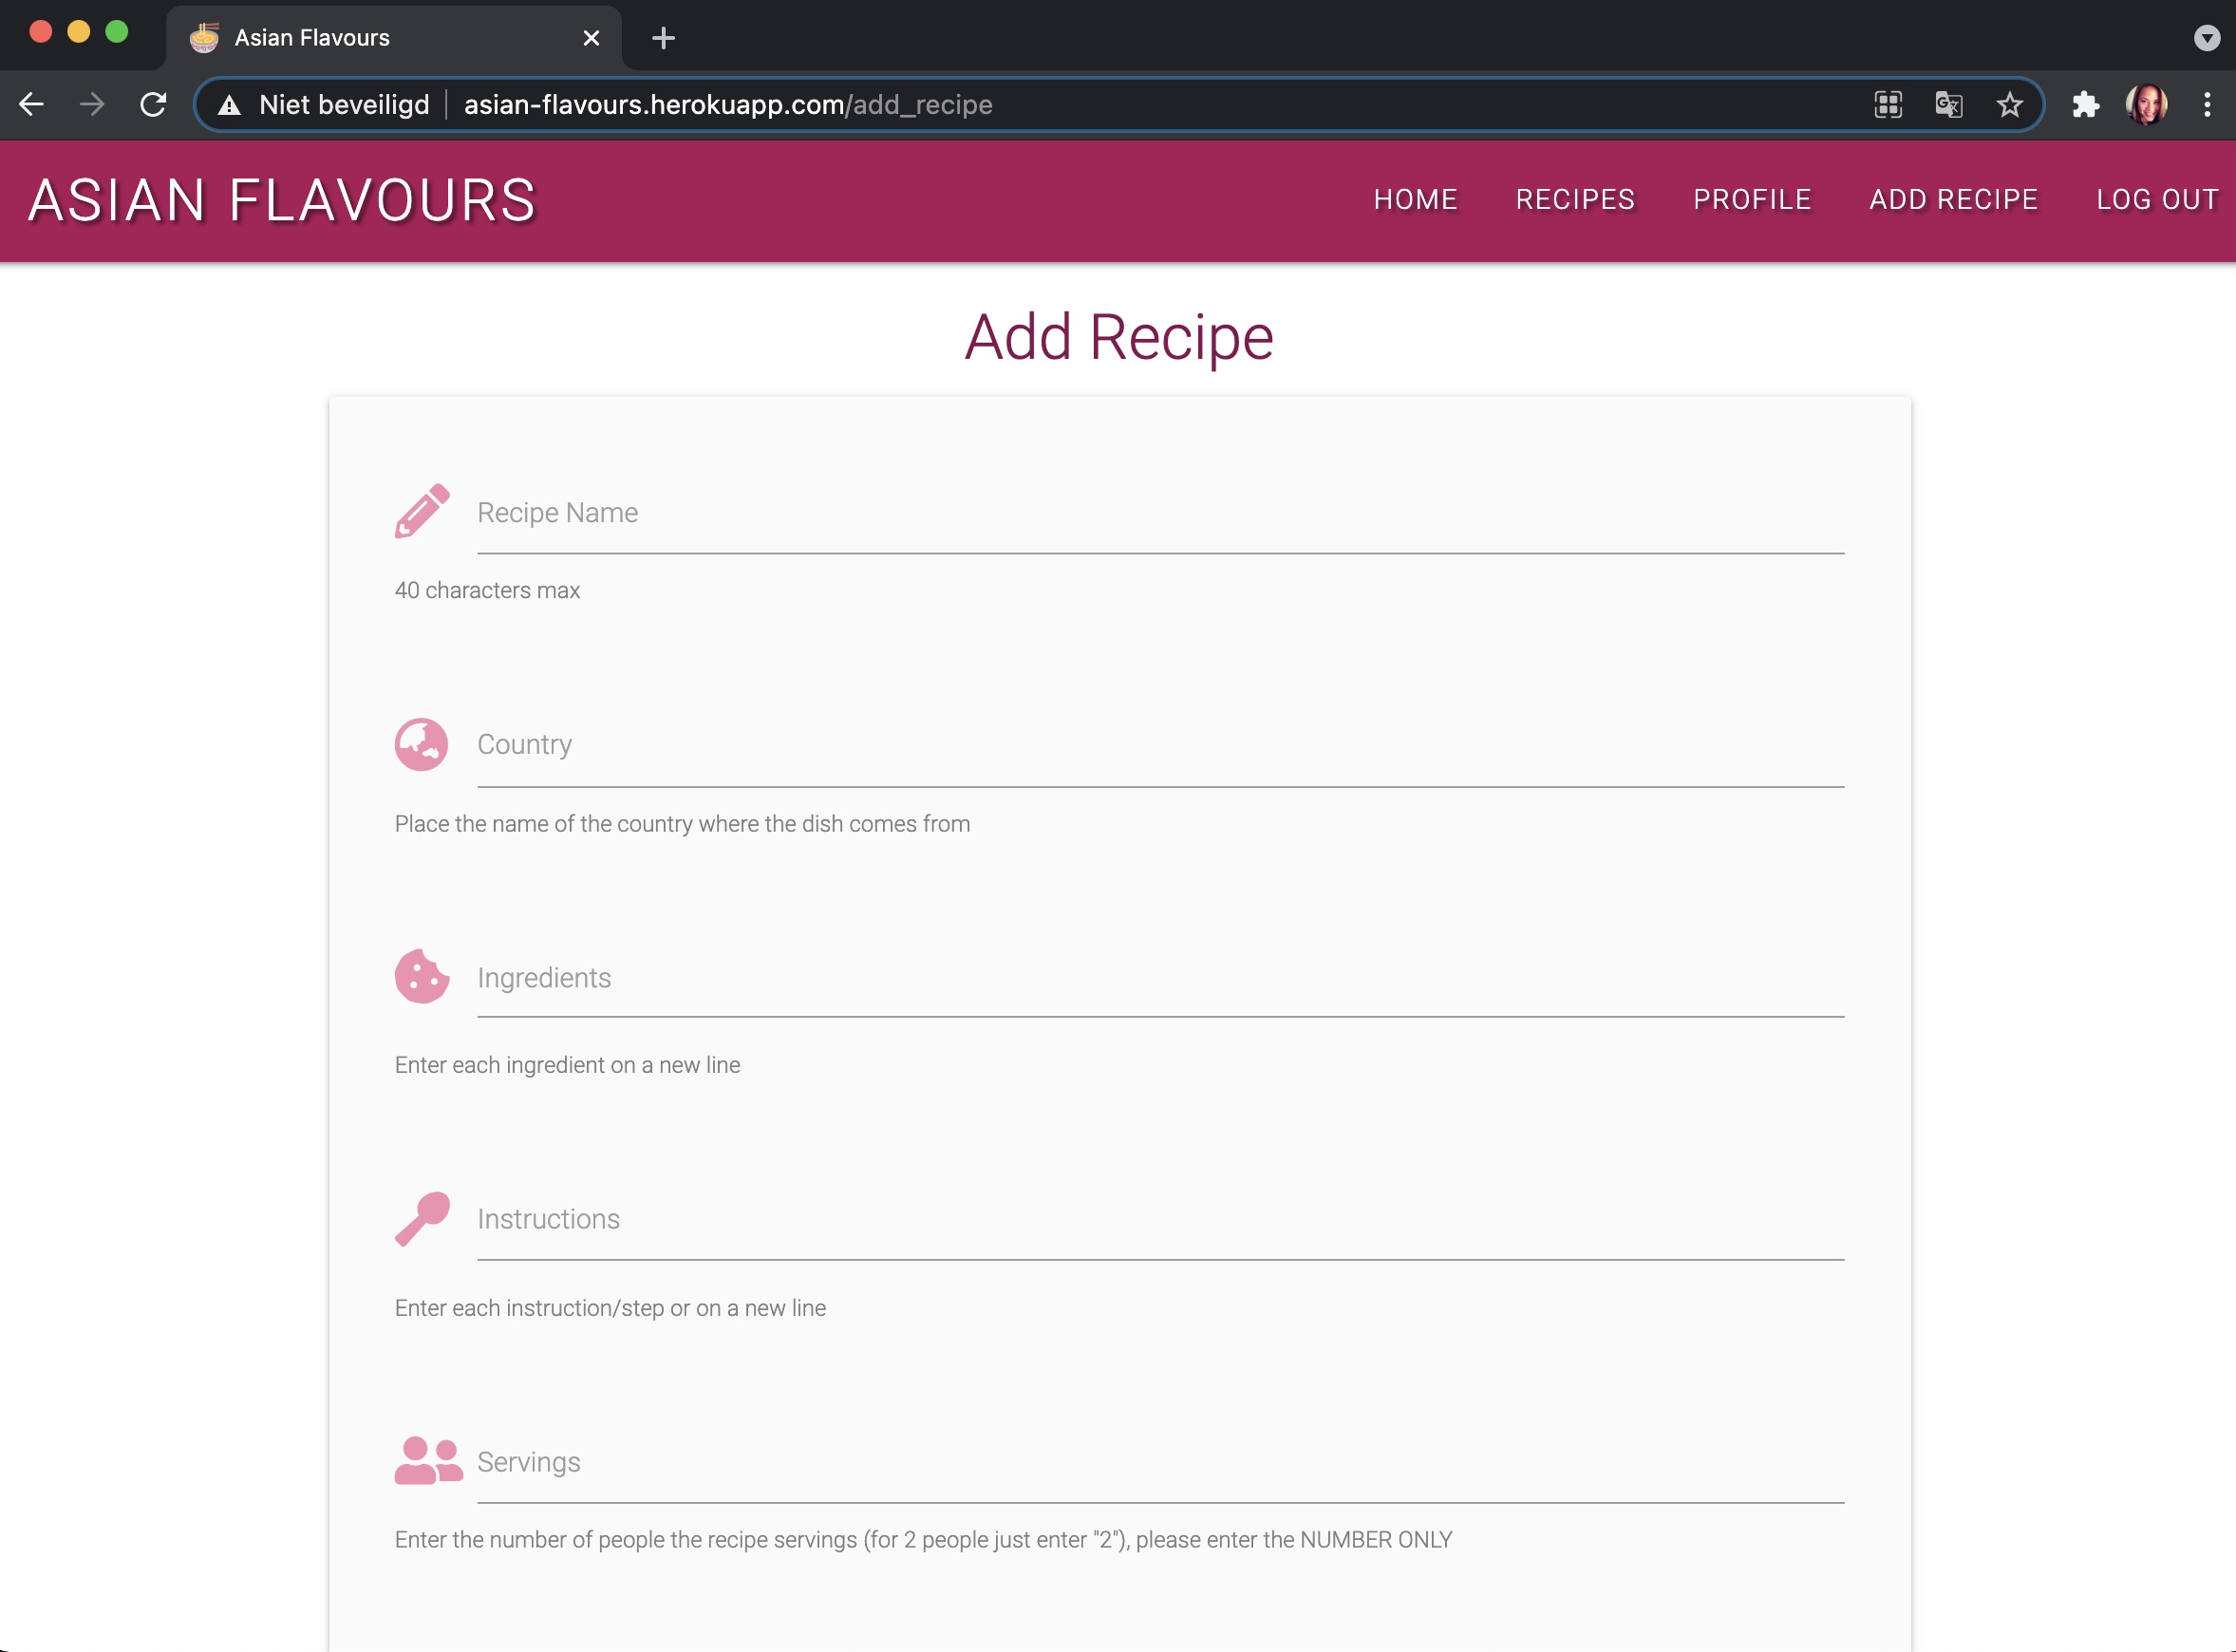 Asian Flavours
Niet beveiligd asian-flavours.herokuapp.com/add_recipe
ASIAN FLAVOURS HOME RECIPES PROFILE ADD RECIPE LOG OUT
Add Recipe
Recipe Name
40 characters max
Country
Place the name of the country where the dish comes from
Ingredients
Enter each ingredient on a new line
Instructions
Enter each instruction/step or on a new line
Servings
Enter the number of people the recipe servings (for 2 people just enter "2"), please enter the NUMBER ONLY